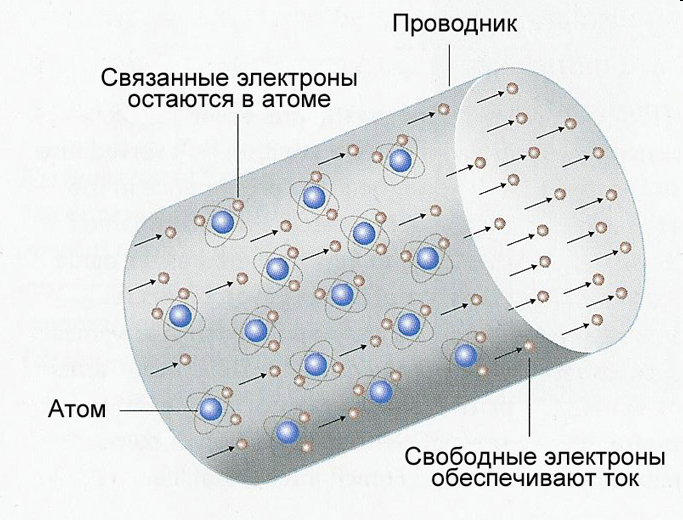 Проводник
Связанные электроны
остаются в атоме
Атом
Свободные электроны
обеспечивают ток